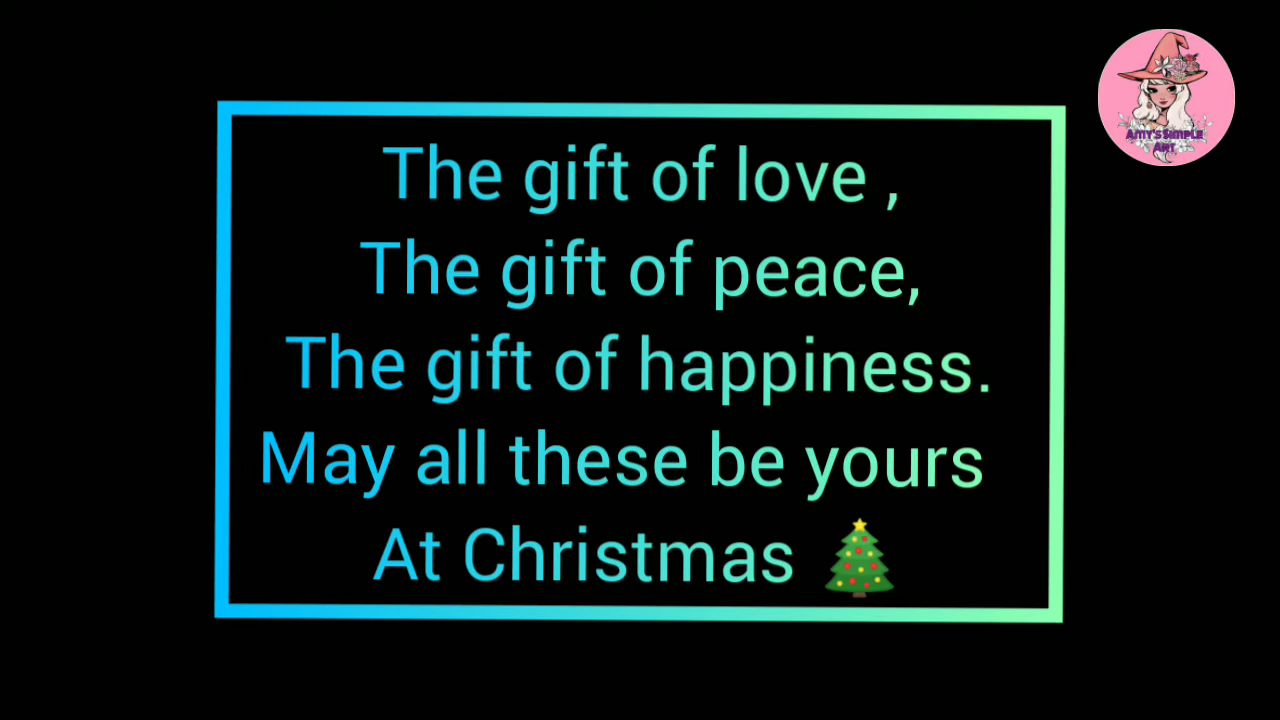 The gift of love ,
The gift of peace,
The gift of happiness.
May all these be yours
At Christmas 🎄
AMY'S SIMPLE
ART